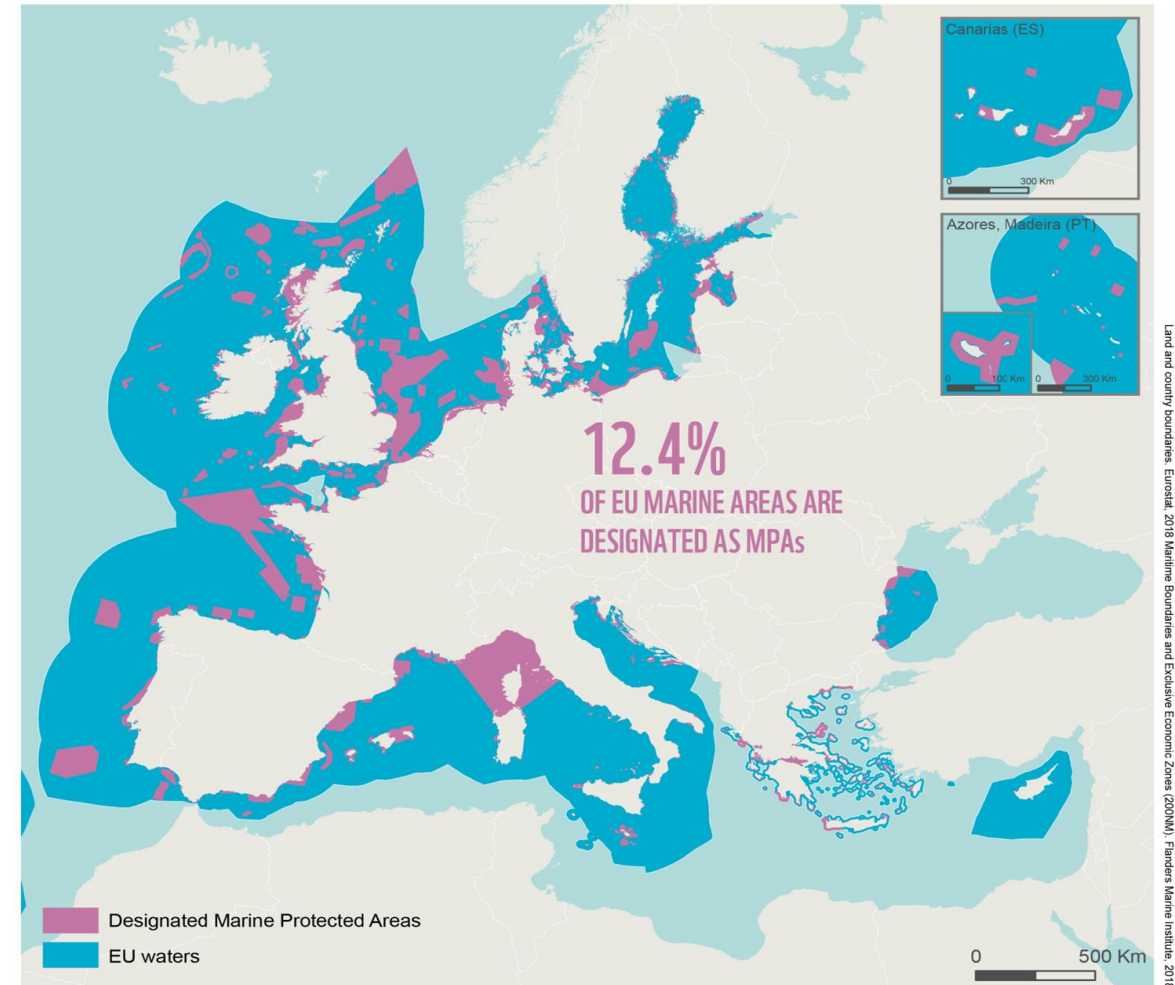 Canarias (ES)
0 300 Km
Azores, Madeira (PT)
0 100 Km
0 300 Km
12.4%
OF EU MARINE AREAS ARE
DESIGNATED AS MPAs
Designated Marine Protected Areas
EU waters
0 500 Km
Land and country boundaries. Eurostat, 2018 Maritime Boundaries and Exclusive Economic Zones (200NM). Flanders Marine Institute,